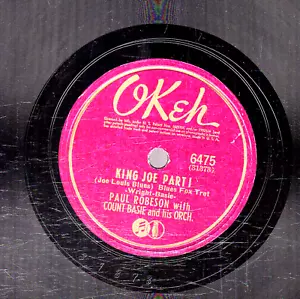 OKeh
6475
(31373)
KING JOE PART I
(Joe Louis Blues) Blues Fox Trot
-Wright-Basie-
PAUL ROBESON with
COUNT BASIE and his ORCH.